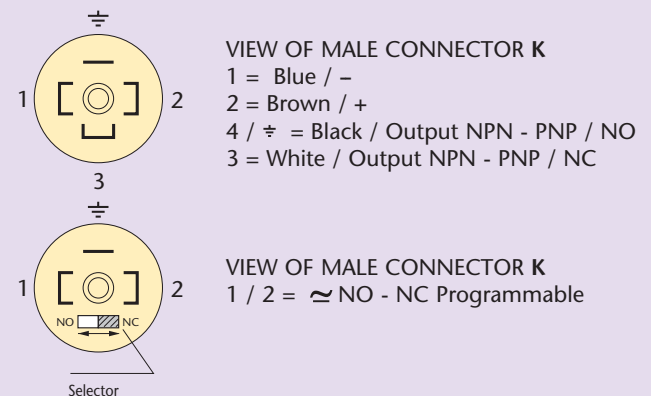 ⏚
1
2
3
VIEW OF MALE CONNECTOR K
1 = Blue / –
2 = Brown / +
4 / ⏚ = Black / Output NPN - PNP / NO
3 = White / Output NPN - PNP / NC
⏚
1
2
NO
NC
Selector
VIEW OF MALE CONNECTOR K
1 / 2 = ≃ NO - NC Programmable